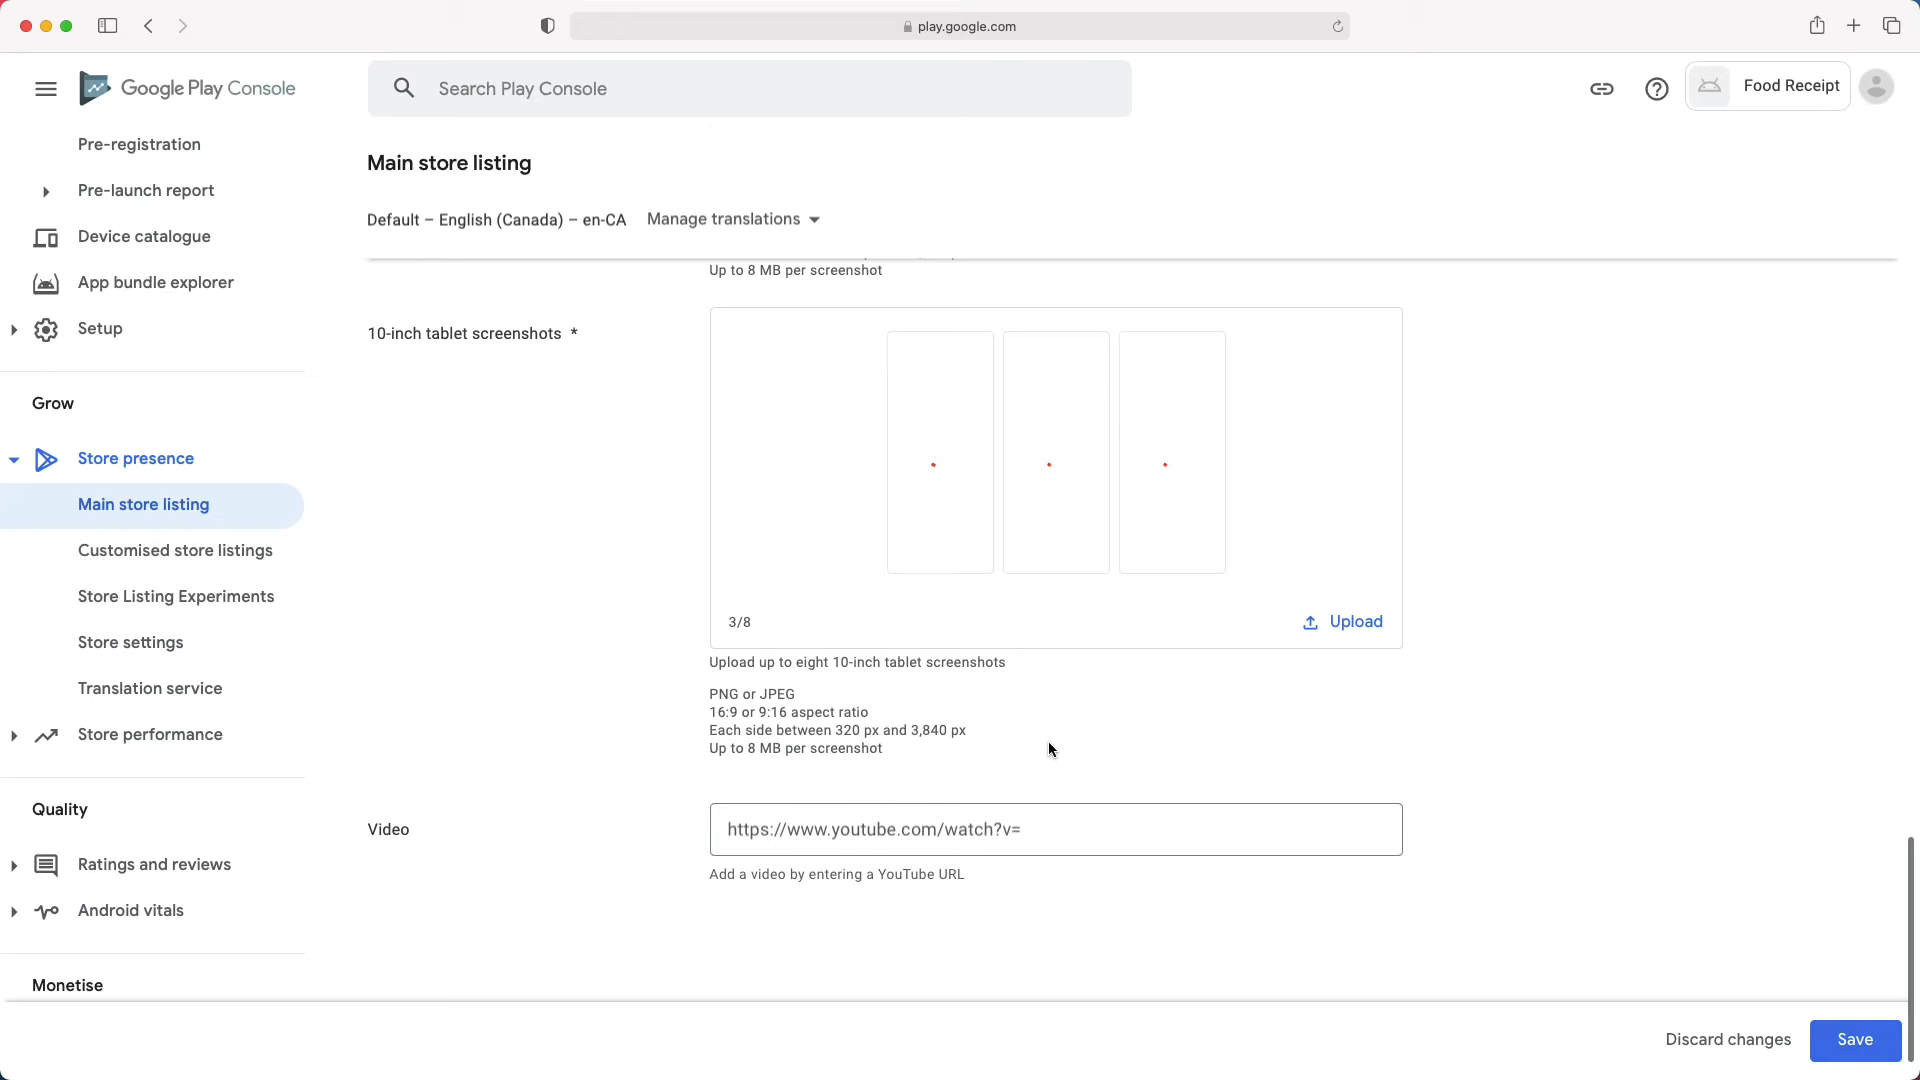 play.google.com
Google Play Console
Search Play Console
Food Receipt
Pre-registration
Pre-launch report
Device catalogue
App bundle explorer
Setup
Grow
Store presence
Main store listing
Customised store listings
Store Listing Experiments
Store settings
Translation service
Store performance
Quality
Ratings and reviews
Android vitals
Monetise
Main store listing
Default – English (Canada) – en-CA Manage translations
Up to 8 MB per screenshot
10-inch tablet screenshots *
3/8
Upload
Upload up to eight 10-inch tablet screenshots
PNG or JPEG
16:9 or 9:16 aspect ratio
Each side between 320 px and 3,840 px
Up to 8 MB per screenshot
Video
https://www.youtube.com/watch?v=
Add a video by entering a YouTube URL
Discard changes
Save